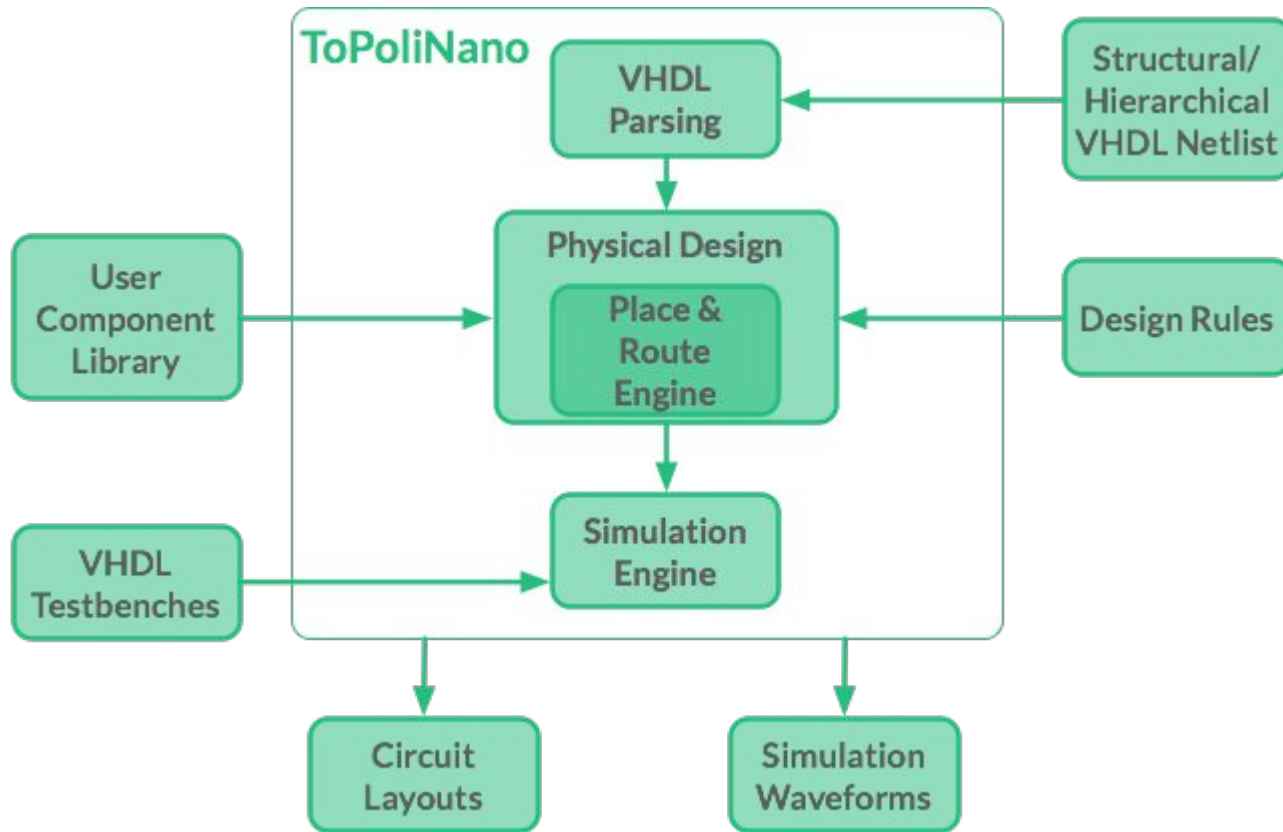 ToPoliNano
VHDL
Parsing
Structural/
Hierarchical
VHDL Netlist
Physical Design
User
Component
Library
Place &
Route
Engine
Design Rules
Simulation
Engine
VHDL
Testbenches
Circuit
Layouts
Simulation
Waveforms